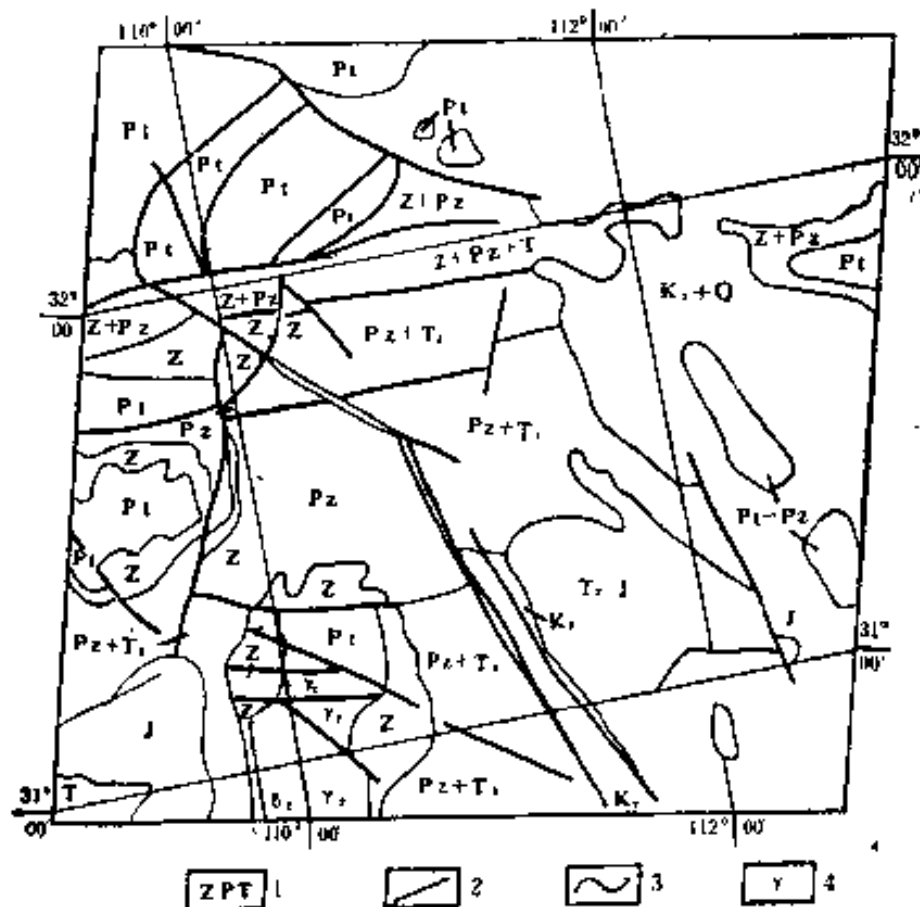 110° 00′ 112° 00′
Pt
Pt
Pt
32° 00′
Pt
Pt
Z+Pz
Pt
Z+Pz
Pt
Z+Pz+T
Pt
K₂+Q
32° 00
Z+Pz
Z+Pz
Z
Z
Pz+T₁
Z
Pt
Pz
Pz+T₁
Z
Pt
Pz
Pt-Pz
Z
Z
Z
J
K₂
J
31° 00′
Pz+T₁
Pt
Pz+T₁
Z
Z
Z
J
T
Pz+T₁
31° 00′
110° 00′
112° 00′
ZPT 1 2 3 γ 4